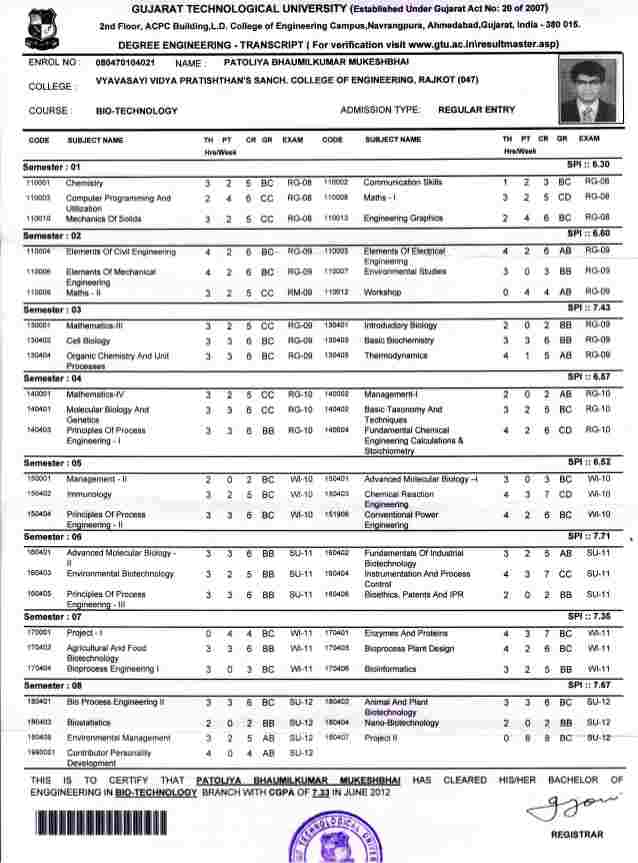 GUJARAT TECHNOLOGICAL UNIVERSITY (Established Under Gujarat Act No: 20 of 2007)
2nd Floor, ACPC Building,L.D. College of Engineering Campus,Navrangpura, Ahmedabad,Gujarat, India - 380 015.
DEGREE ENGINEERING - TRANSCRIPT ( For verification visit www.gtu.ac.in\resultmaster.asp)
ENROL NO : 080470104021 NAME : PATOLIYA BHAUMILKUMAR MUKESHBHAI
COLLEGE : VYAVASAYI VIDYA PRATISHTHAN'S SANCH. COLLEGE OF ENGINEERING, RAJKOT (047)
COURSE : BIO-TECHNOLOGY ADMISSION TYPE: REGULAR ENTRY
CODE SUBJECT NAME TH PT CR GR EXAM CODE SUBJECT NAME TH PT CR GR EXAM
Hrs/Week Hrs/Week
Semester : 01 SPI :: 6.30
110001 Chemistry 3 2 5 BC RG-08 110002 Communication Skills 1 2 3 BC RG-08
110003 Computer Programming And 2 4 6 CC RG-08 110008 Maths - I 3 2 5 CD RG-08
Utilization
110010 Mechanics Of Solids 3 2 5 CC RG-08 110013 Engineering Graphics 2 4 6 BC RG-08
Semester : 02 SPI :: 6.60
110004 Elements Of Civil Engineering 4 2 6 BC RG-09 110005 Elements Of Electrical 4 2 6 AB RG-09
Engineering
110006 Elements Of Mechanical 4 2 6 BC RG-09 110007 Environmental Studies 3 0 3 BB RG-09
Engineering
110009 Maths - II 3 2 5 CC RM-09 110012 Workshop 0 4 4 AB RG-09
Semester : 03 SPI :: 7.43
130001 Mathematics-III 3 2 5 CC RG-09 130401 Introductory Biology 2 0 2 BB RG-09
130402 Cell Biology 3 3 6 BC RG-09 130403 Basic Biochemistry 3 3 6 BB RG-09
130404 Organic Chemistry And Unit 3 3 6 BC RG-09 130405 Thermodynamics 4 1 5 AB RG-09
Processes
Semester : 04 SPI :: 6.57
140001 Mathematics-IV 3 2 5 CC RG-10 140002 Management-I 2 0 2 AB RG-10
140401 Molecular Biology And 3 3 6 CC RG-10 140402 Basic Taxonomy And 3 2 5 BC RG-10
Genetics Techniques
140403 Principles Of Process 3 3 6 BB RG-10 140404 Fundamental Chemical 4 2 6 CD RG-10
Engineering - I Engineering Calculations &
Stoichiometry
Semester : 05 SPI :: 6.52
150001 Management - II 2 0 2 BC WI-10 150401 Advanced Molecular Biology -I 3 0 3 BC WI-10
150402 Immunology 3 2 5 BC WI-10 150403 Chemical Reaction 4 3 7 CD WI-10
Engineering
150404 Principles Of Process 3 3 6 BC WI-10 151906 Conventional Power 4 2 6 BC WI-10
Engineering - II Engineering
Semester : 06 SPI :: 7.71
160401 Advanced Molecular Biology - 3 3 6 BB SU-11 160402 Fundamentals Of Industrial 3 2 5 AB SU-11
II Biotechnology
160403 Environmental Biotechnology 3 2 5 BB SU-11 160404 Instrumentation And Process 4 3 7 CC SU-11
Control
160405 Principles Of Process 3 3 6 BB SU-11 160406 Bioethics, Patents And IPR 2 0 2 BB SU-11
Engineering - III
Semester : 07 SPI :: 7.35
170001 Project - I 0 4 4 BC WI-11 170401 Enzymes And Proteins 4 3 7 BC WI-11
170402 Agricultural And Food 3 3 6 BB WI-11 170403 Bioprocess Plant Design 4 2 6 BC WI-11
Biotechnology
170404 Bioprocess Engineering I 3 0 3 BC WI-11 170406 Bioinformatics 3 2 5 BB WI-11
Semester : 08 SPI :: 7.67
180401 Bio Process Engineering II 3 3 6 BC SU-12 180402 Animal And Plant 3 3 6 BC SU-12
Biotechnology
180403 Biostatistics 2 0 2 BB SU-12 180404 Nano-Biotechnology 2 0 2 BB SU-12
Environmental Management 3 2 5 AB SU-12 180407 Project II 0 8 8 BC SU-12
1990001 Contributor Personality 4 0 4 AB SU-12
Development
THIS IS TO CERTIFY THAT PATOLIYA BHAUMILKUMAR MUKESHBHAI HAS CLEARED HIS/HER BACHELOR OF
ENGGINEERING IN BIO-TECHNOLOGY BRANCH WITH CGPA OF 7.33 IN JUNE 2012
REGISTRAR
TECHNOLOGICAL